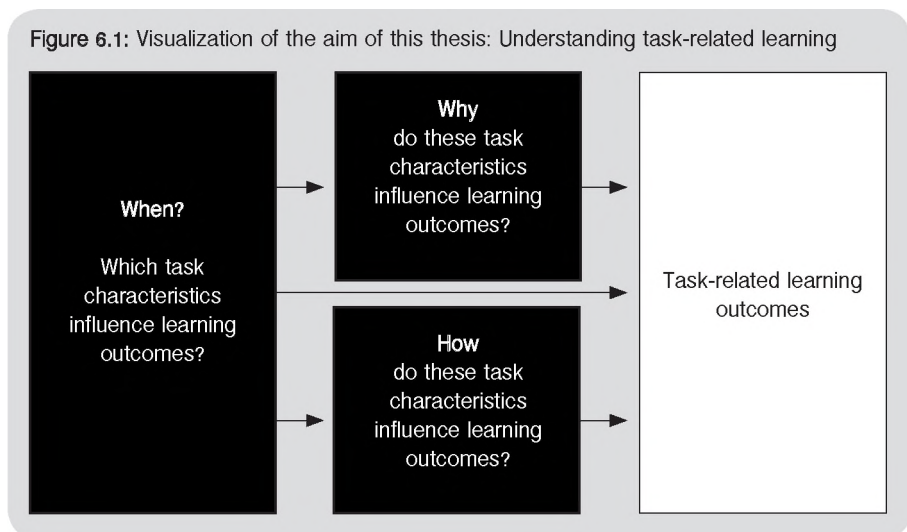 Figure 6.1: Visualization of the aim of this thesis: Understanding task-related learning
When?
Which task
characteristics
influence learning
outcomes?
Why
do these task
characteristics
influence learning
outcomes?
How
do these task
characteristics
influence learning
outcomes?
Task-related learning
outcomes